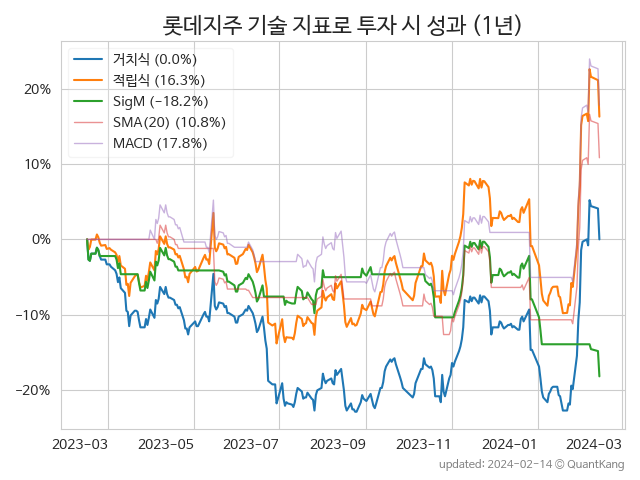 롯데지주 기술 지표로 투자 시 성과 (1년)
거치식 (0.0%)
적립식 (16.3%)
SigM (−18.2%)
SMA(20) (10.8%)
MACD (17.8%)
20%
10%
0%
−10%
−20%
2023-03 2023-05 2023-07 2023-09 2023-11 2024-01 2024-03
updated: 2024-02-14 © QuantKang